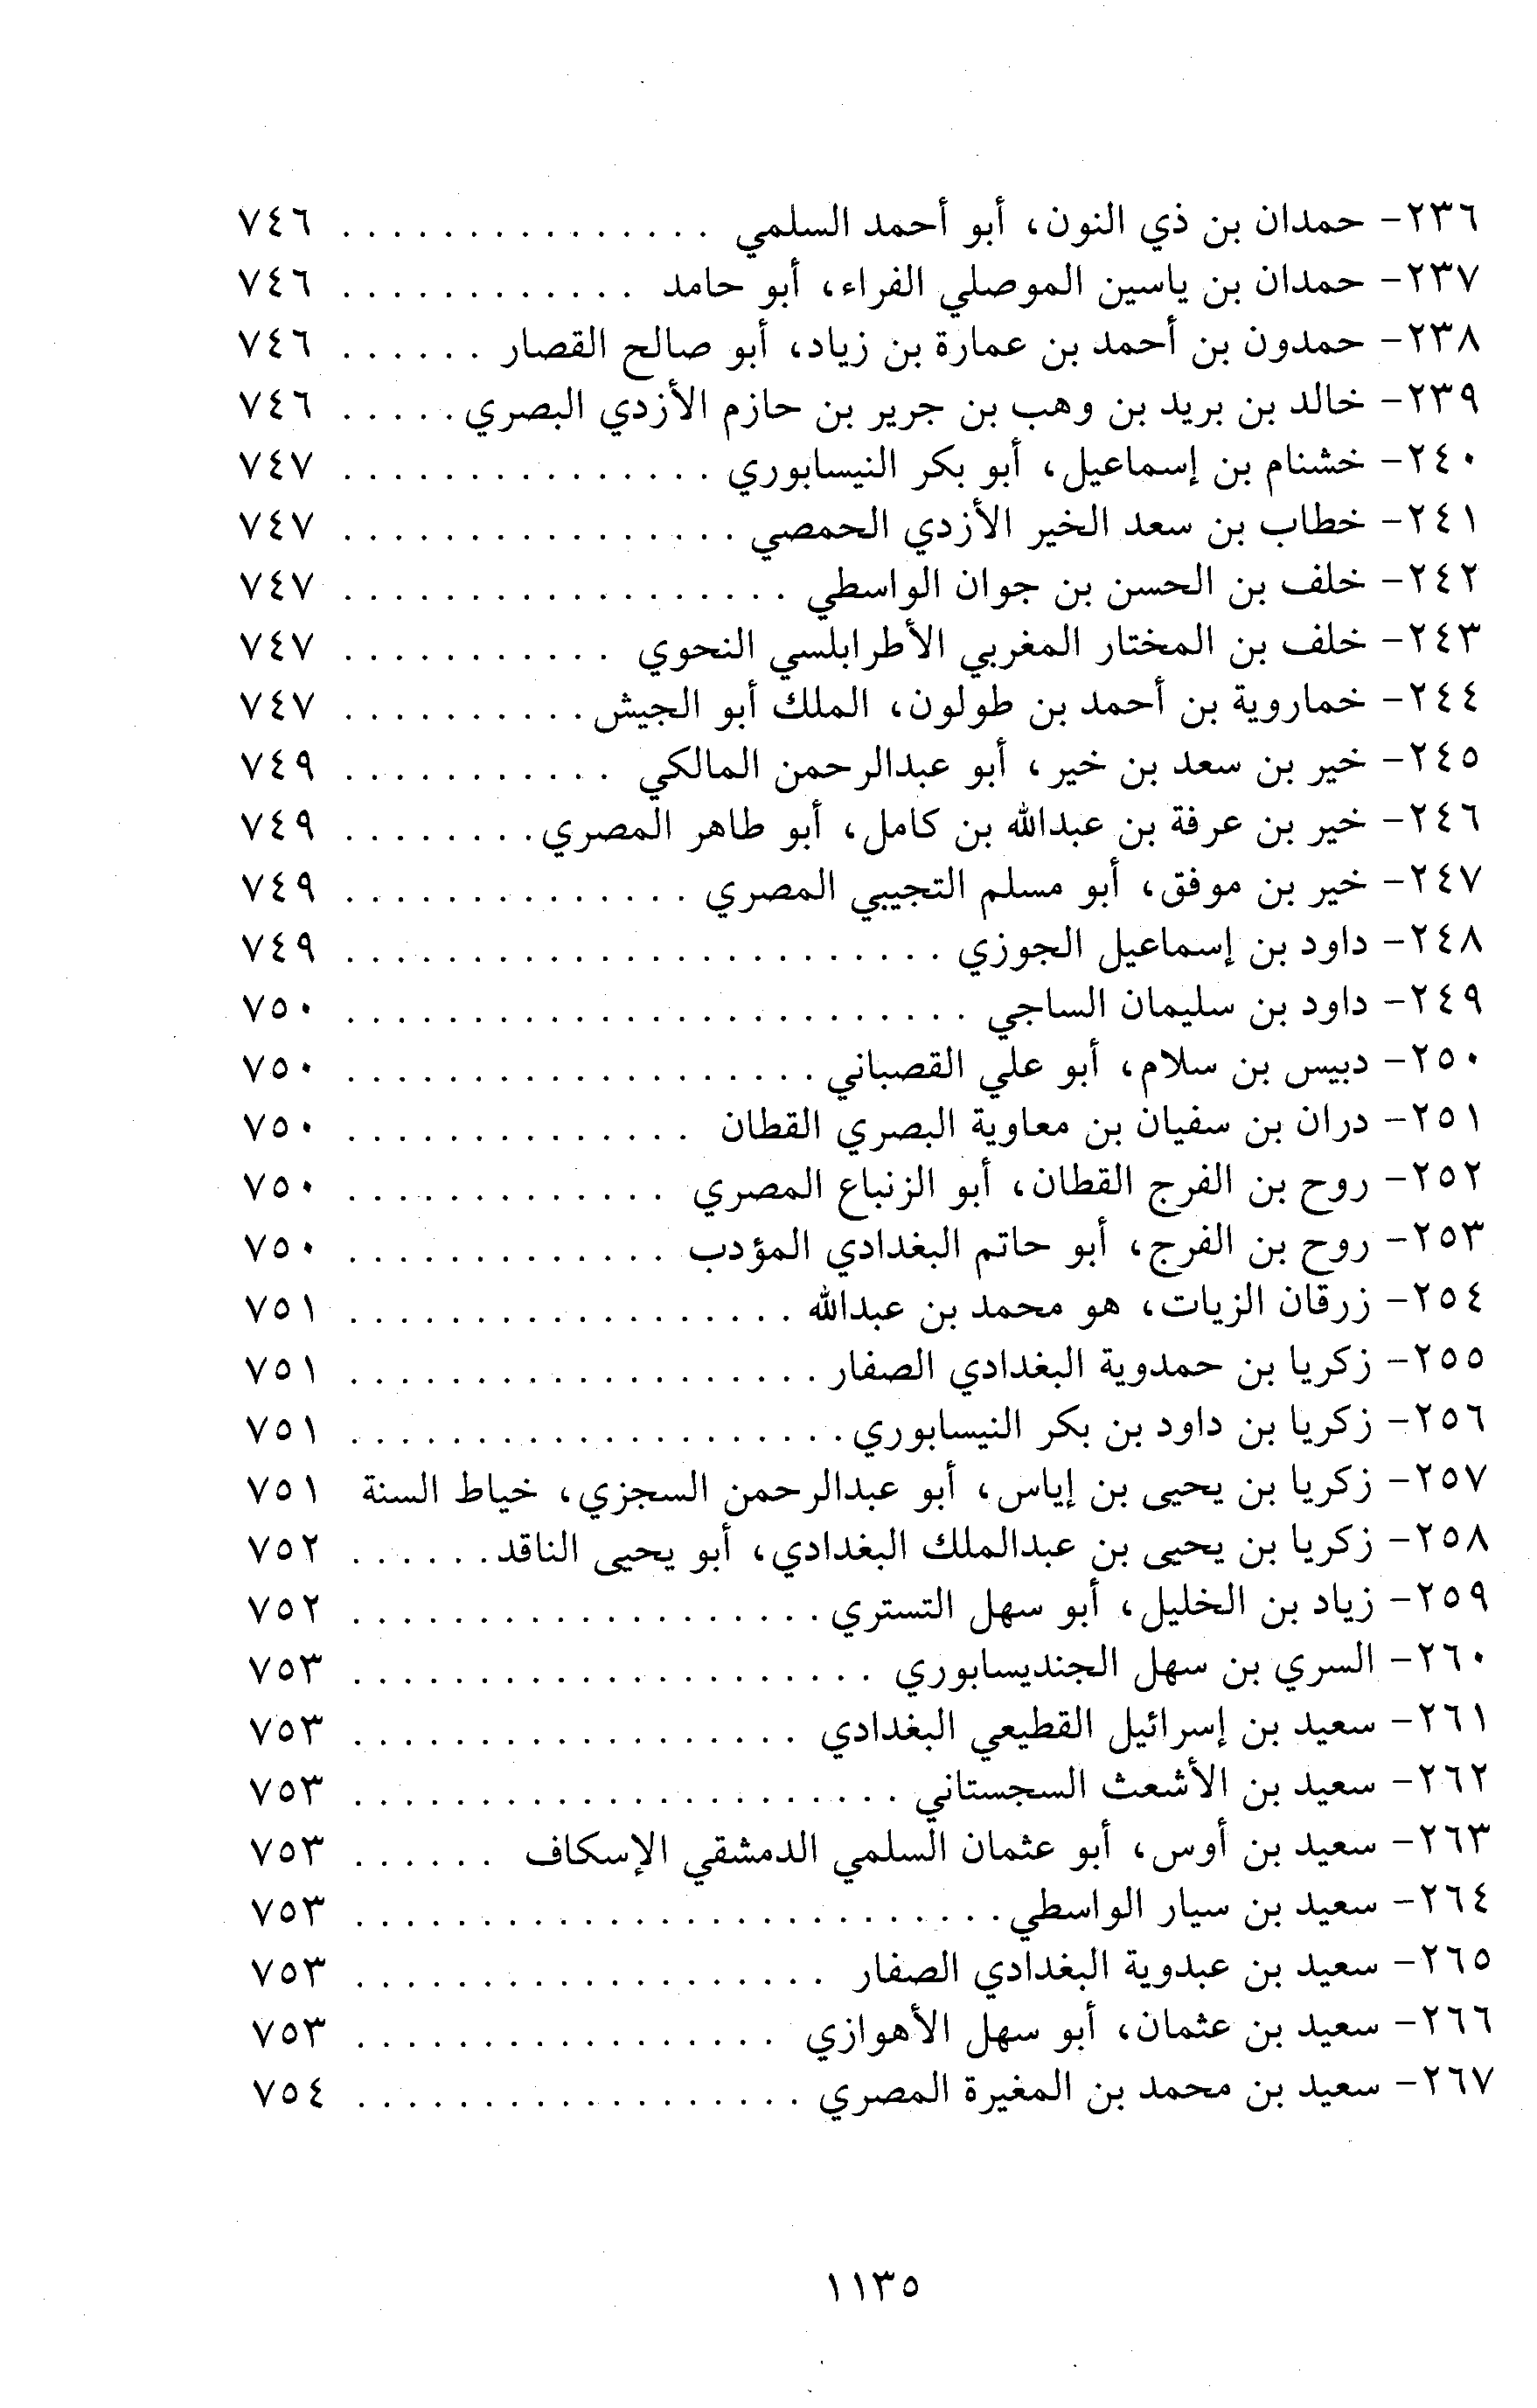 ٢٣٦- حمدان بن ذي النون، أبو أحمد السلمي . . . . . . . . . . . . . . . ٧٤٦
٢٣٧- حمدان بن ياسين الموصلي الفراء، أبو حامد . . . . . . . . . . . . ٧٤٦
٢٣٨- حمدون بن أحمد بن عمارة بن زياد، أبو صالح القصار . . . . . . ٧٤٦
٢٣٩- خالد بن بريد بن وهب بن جرير بن حازم الأزدي البصري . . . . . ٧٤٦
٢٤٠- خشنام بن إسماعيل، أبو بكر النيسابوري . . . . . . . . . . . . . . . ٧٤٧
٢٤١- خطاب بن سعد الخير الأزدي الحمصي . . . . . . . . . . . . . . . . ٧٤٧
٢٤٢- خلف بن الحسن بن جوان الواسطي . . . . . . . . . . . . . . . . . . ٧٤٧
٢٤٣- خلف بن المختار المغربي الأطرابلسي النحوي . . . . . . . . . . . ٧٤٧
٢٤٤- خماروية بن أحمد بن طولون، الملك أبو الجيش . . . . . . . . . . ٧٤٧
٢٤٥- خير بن سعد بن خير، أبو عبدالرحمن المالكي . . . . . . . . . . . ٧٤٩
٢٤٦- خير بن عرفة بن عبدالله بن كامل، أبو طاهر المصري . . . . . . . . ٧٤٩
٢٤٧- خير بن موفق، أبو مسلم التجيبي المصري . . . . . . . . . . . . . . ٧٤٩
٢٤٨- داود بن إسماعيل الجوزي . . . . . . . . . . . . . . . . . . . . . . . . ٧٤٩
٢٤٩- داود بن سليمان الساجي . . . . . . . . . . . . . . . . . . . . . . . . . ٧٥٠
٢٥٠- دبيس بن سلام، أبو علي القصباني . . . . . . . . . . . . . . . . . . . ٧٥٠
٢٥١- دران بن سفيان بن معاوية البصري القطان . . . . . . . . . . . . . . ٧٥٠
٢٥٢- روح بن الفرج القطان، أبو الزنباع المصري . . . . . . . . . . . . . ٧٥٠
٢٥٣- روح بن الفرج، أبو حاتم البغدادي المؤدب . . . . . . . . . . . . . ٧٥٠
٢٥٤- زرقان الزيات، هو محمد بن عبدالله . . . . . . . . . . . . . . . . . . ٧٥١
٢٥٥- زكريا بن حمدوية البغدادي الصفار . . . . . . . . . . . . . . . . . . . ٧٥١
٢٥٦- زكريا بن داود بن بكر النيسابوري . . . . . . . . . . . . . . . . . . . . ٧٥١
٢٥٧- زكريا بن يحيى بن إياس، أبو عبدالرحمن السجزي، خياط السنة ٧٥١
٢٥٨- زكريا بن يحيى بن عبدالملك البغدادي، أبو يحيى الناقد . . . . . . ٧٥٢
٢٥٩- زياد بن الخليل، أبو سهل التستري . . . . . . . . . . . . . . . . . . . ٧٥٢
٢٦٠- السري بن سهل الجنديسابوري . . . . . . . . . . . . . . . . . . . . . ٧٥٣
٢٦١- سعيد بن إسرائيل القطيعي البغدادي . . . . . . . . . . . . . . . . . . ٧٥٣
٢٦٢- سعيد بن الأشعث السجستاني . . . . . . . . . . . . . . . . . . . . . . ٧٥٣
٢٦٣- سعيد بن أوس، أبو عثمان السلمي الدمشقي الإسكاف . . . . . . ٧٥٣
٢٦٤- سعيد بن سيار الواسطي . . . . . . . . . . . . . . . . . . . . . . . . . . ٧٥٣
٢٦٥- سعيد بن عبدوية البغدادي الصفار . . . . . . . . . . . . . . . . . . . ٧٥٣
٢٦٦- سعيد بن عثمان، أبو سهل الأهوازي . . . . . . . . . . . . . . . . . ٧٥٣
٢٦٧- سعيد بن محمد بن المغيرة المصري . . . . . . . . . . . . . . . . . . ٧٥٤
١١٣٥